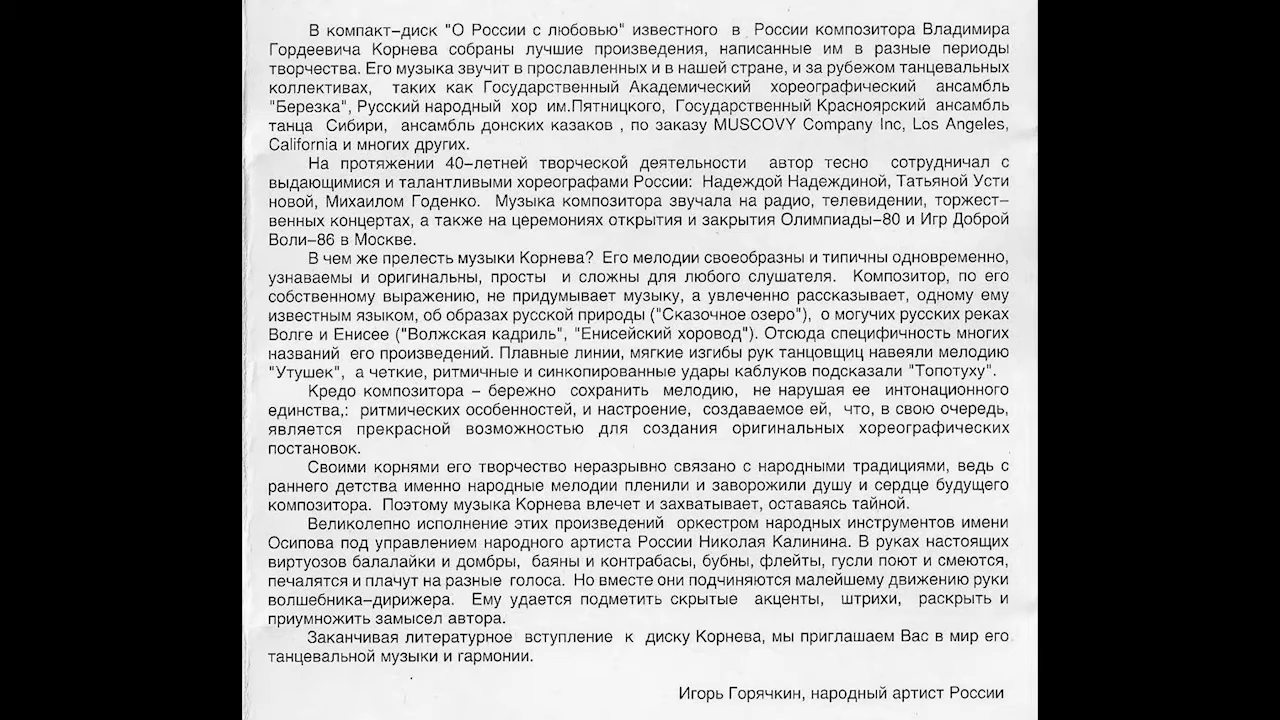 В компакт–диск "О России с любовью" известного в России композитора Владимира
Гордеевича Корнева собраны лучшие произведения, написанные им в разные периоды
творчества. Его музыка звучит в прославленных и в нашей стране, и за рубежом танцевальных
коллективах, таких как Государственный Академический хореографический ансамбль
"Березка", Русский народный хор им.Пятницкого, Государственный Красноярский ансамбль
танца Сибири, ансамбль донских казаков , по заказу MUSCOVY Company Inc, Los Angeles,
California и многих других.
На протяжении 40–летней творческой деятельности автор тесно сотрудничал с
выдающимися и талантливыми хореографами России: Надеждой Надеждиной, Татьяной Усти
новой, Михаилом Годенко. Музыка композитора звучала на радио, телевидении, торжест–
венных концертах, а также на церемониях открытия и закрытия Олимпиады–80 и Игр Доброй
Воли–86 в Москве.
В чем же прелесть музыки Корнева? Его мелодии своеобразны и типичны одновременно,
узнаваемы и оригинальны, просты и сложны для любого слушателя. Композитор, по его
собственному выражению, не придумывает музыку, а увлеченно рассказывает, одному ему
известным языком, об образах русской природы ("Сказочное озеро"), о могучих русских реках
Волге и Енисее ("Волжская кадриль", "Енисейский хоровод"). Отсюда специфичность многих
названий его произведений. Плавные линии, мягкие изгибы рук танцовщиц навеяли мелодию
"Утушек", а четкие, ритмичные и синкопированные удары каблуков подсказали "Топотуху".
Кредо композитора – бережно сохранить мелодию, не нарушая ее интонационного
единства,: ритмических особенностей, и настроение, создаваемое ей, что, в свою очередь,
является прекрасной возможностью для создания оригинальных хореографических
постановок.
Своими корнями его творчество неразрывно связано с народными традициями, ведь с
раннего детства именно народные мелодии пленили и заворожили душу и сердце будущего
композитора. Поэтому музыка Корнева влечет и захватывает, оставаясь тайной.
Великолепно исполнение этих произведений оркестром народных инструментов имени
Осипова под управлением народного артиста России Николая Калинина. В руках настоящих
виртуозов балалайки и домбры, баяны и контрабасы, бубны, флейты, гусли поют и смеются,
печалятся и плачут на разные голоса. Но вместе они подчиняются малейшему движению руки
волшебника–дирижера. Ему удается подметить скрытые акценты, штрихи, раскрыть и
приумножить замысел автора.
Заканчивая литературное вступление к диску Корнева, мы приглашаем Вас в мир его
танцевальной музыки и гармонии.
Игорь Горячкин, народный артист России